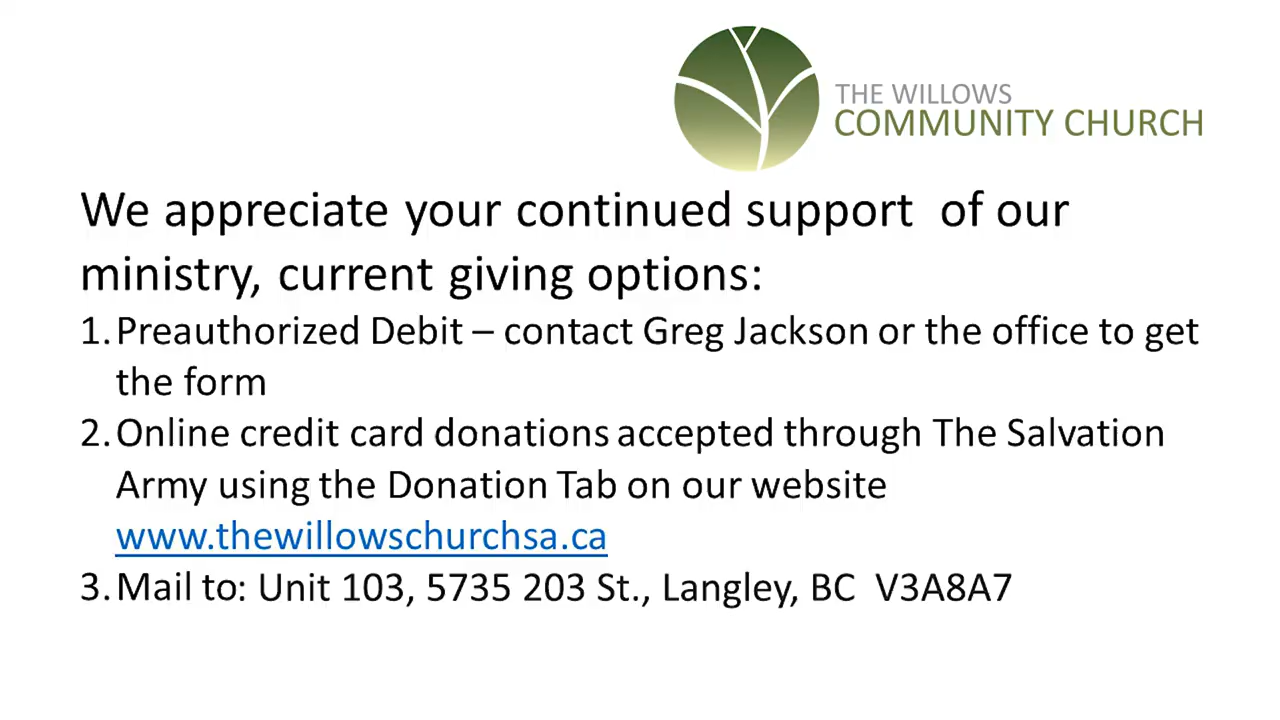 THE WILLOWS
COMMUNITY CHURCH
We appreciate your continued support  of our
ministry, current giving options:
1. Preauthorized Debit – contact Greg Jackson or the office to get
the form
2. Online credit card donations accepted through The Salvation
Army using the Donation Tab on our website
www.thewillowschurchsa.ca
3. Mail to: Unit 103, 5735 203 St., Langley, BC  V3A8A7